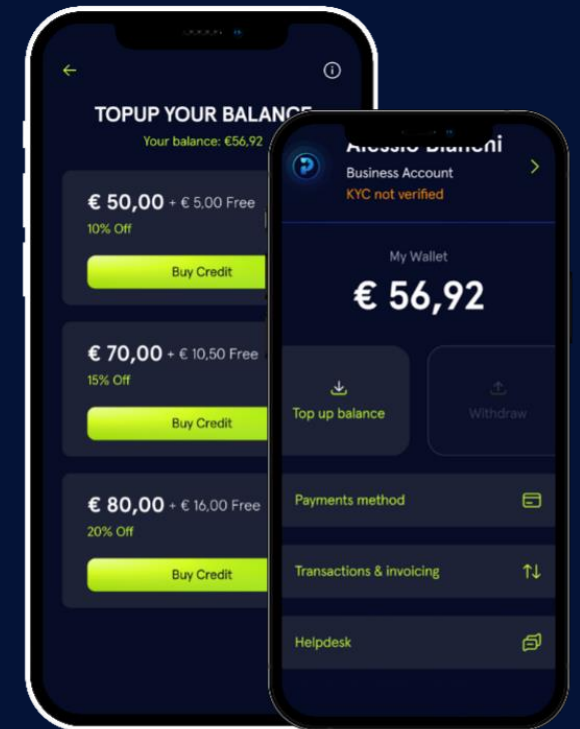 TOPUP YOUR BALANCE
Your balance: €56,92
€ 50,00 + € 5,00 Free
10% Off
Buy Credit
€ 70,00 + € 10,50 Free
15% Off
Buy Credit
€ 80,00 + € 16,00 Free
20% Off
Buy Credit
Alessio Bianchi
Business Account
KYC not verified
My Wallet
€ 56,92
Top up balance
Withdraw
Payments method
Transactions & invoicing
Helpdesk